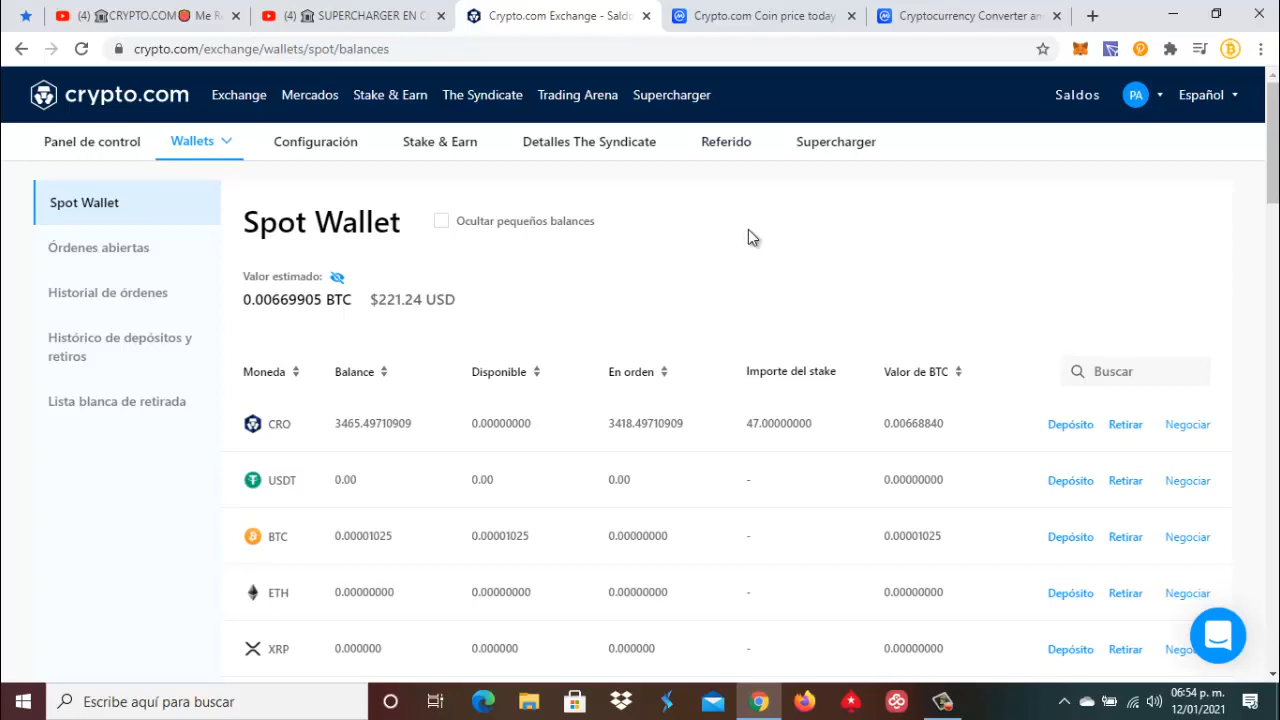 (4) 🏛 CRYPTO.COM🔴 Me R
(4) 🏛 SUPERCHARGER EN C
Crypto.com Exchange - Saldo
Crypto.com Coin price today
Cryptocurrency Converter an
crypto.com/exchange/wallets/spot/balances
crypto.com
Exchange Mercados Stake & Earn The Syndicate Trading Arena Supercharger Saldos PA Español
Panel de control Wallets Configuración Stake & Earn Detalles The Syndicate Referido Supercharger
Spot Wallet
Órdenes abiertas
Historial de órdenes
Histórico de depósitos y
retiros
Lista blanca de retirada
Spot Wallet Ocultar pequeños balances
Valor estimado:
0.00669905 BTC $221.24 USD
Moneda Balance Disponible En orden Importe del stake Valor de BTC Buscar
CRO 3465.49710909 0.00000000 3418.49710909 47.00000000 0.00668840 Depósito Retirar Negociar
USDT 0.00 0.00 0.00 - 0.00000000 Depósito Retirar Negociar
BTC 0.00001025 0.00001025 0.00000000 - 0.00001025 Depósito Retirar Negociar
ETH 0.00000000 0.00000000 0.00000000 - 0.00000000 Depósito Retirar Negociar
XRP 0.000000 0.000000 0.000000 - 0.00000000 Depósito Retirar Nego
Escribe aquí para buscar
06:54 p. m.
12/01/2021